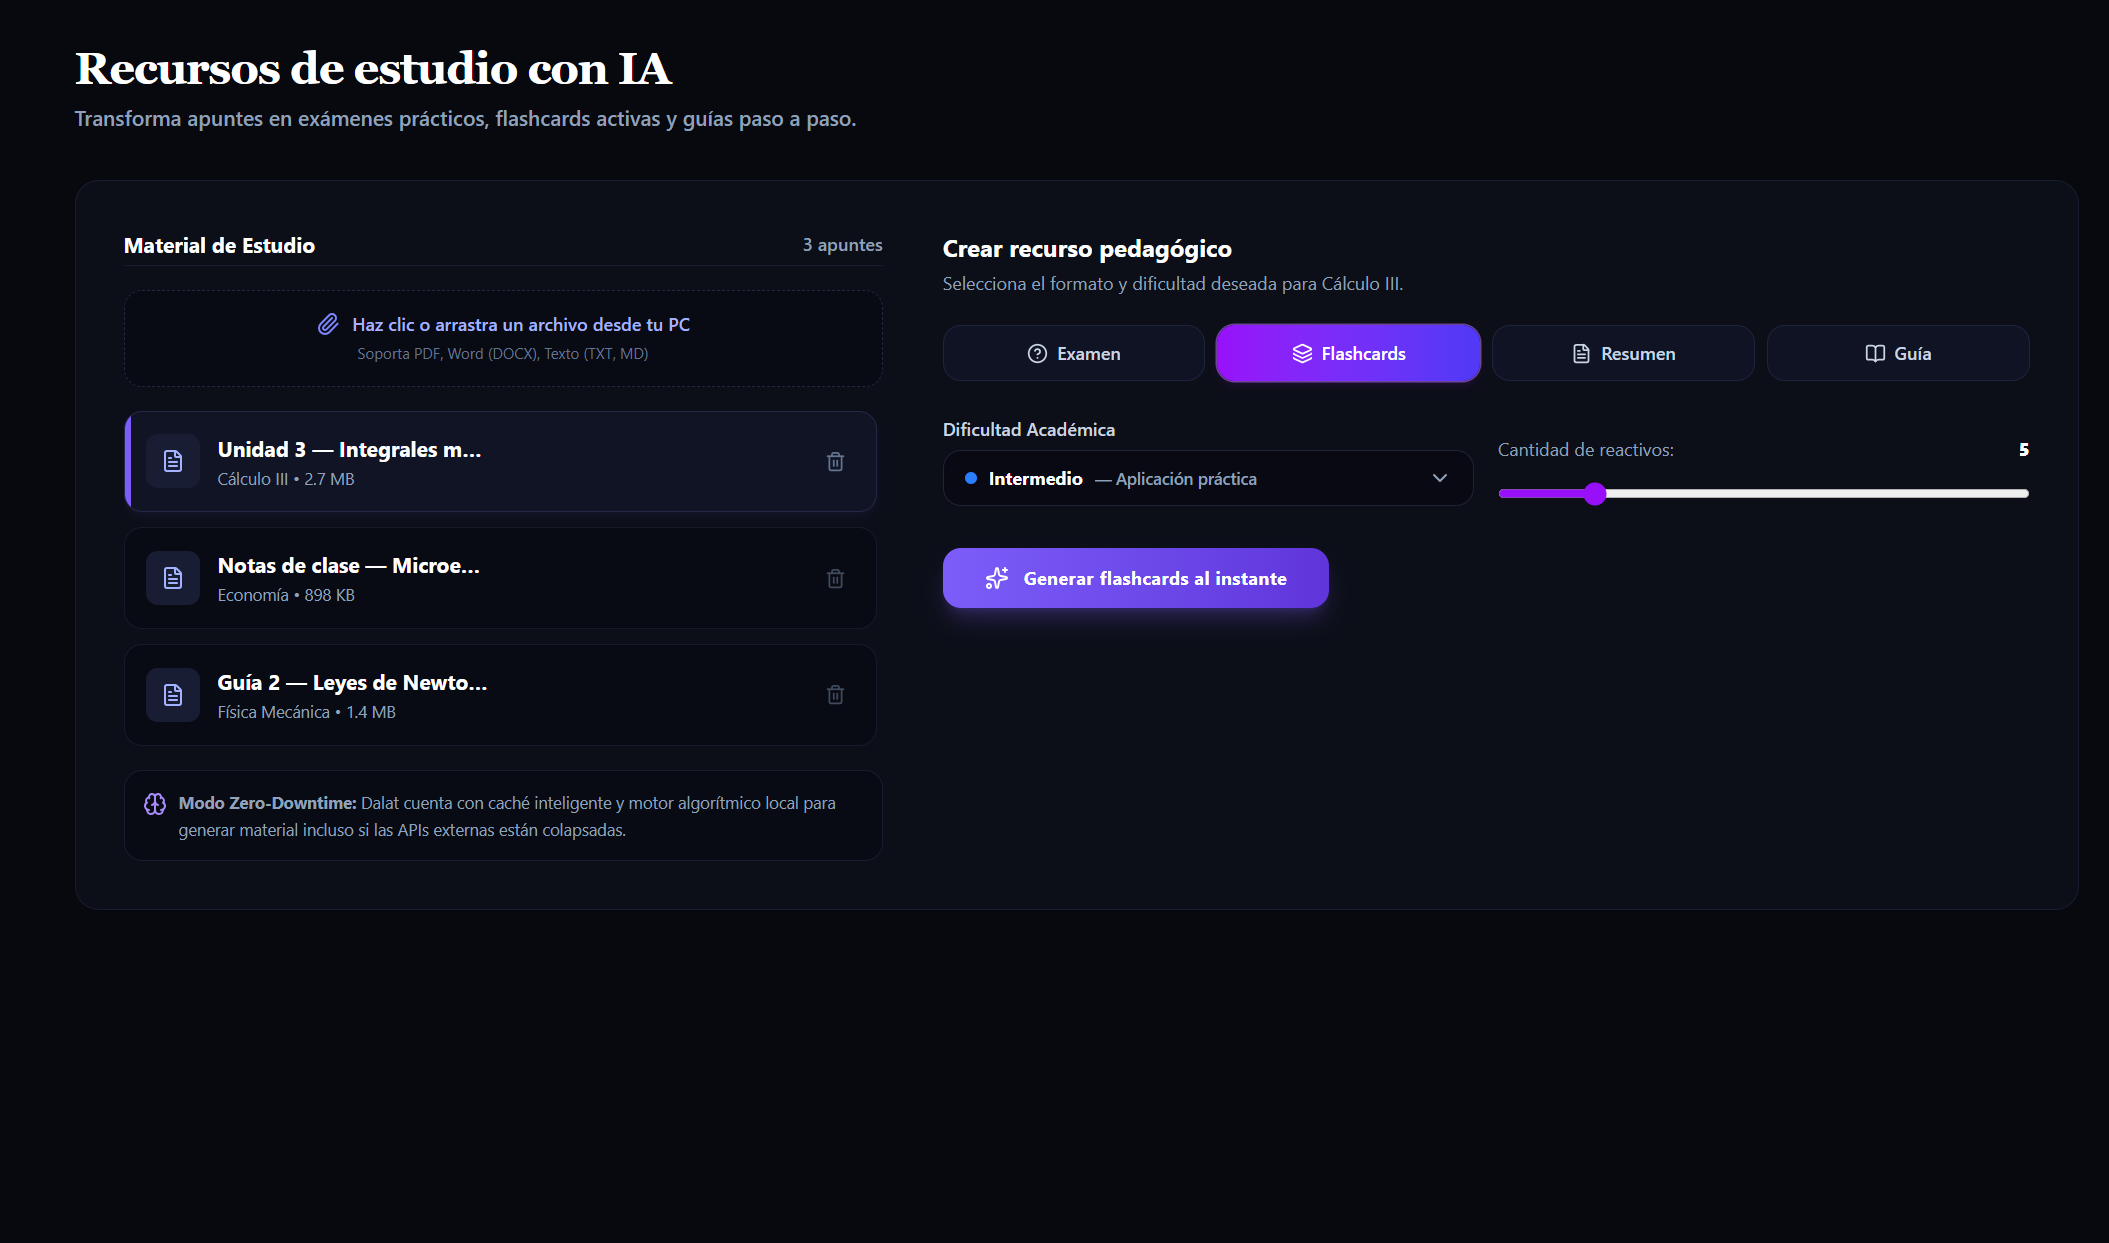 Recursos de estudio con IA
Transforma apuntes en exámenes prácticos, flashcards activas y guías paso a paso.
Material de Estudio
3 apuntes
Haz clic o arrastra un archivo desde tu PC
Soporta PDF, Word (DOCX), Texto (TXT, MD)
Unidad 3 — Integrales m...
Cálculo III • 2.7 MB
Notas de clase — Microe...
Economía • 898 KB
Guía 2 — Leyes de Newto...
Física Mecánica • 1.4 MB
Modo Zero-Downtime: Dalat cuenta con caché inteligente y motor algorítmico local para
generar material incluso si las APIs externas están colapsadas.
Crear recurso pedagógico
Selecciona el formato y dificultad deseada para Cálculo III.
Examen
Flashcards
Resumen
Guía
Dificultad Académica
Intermedio — Aplicación práctica
Cantidad de reactivos:
5
Generar flashcards al instante